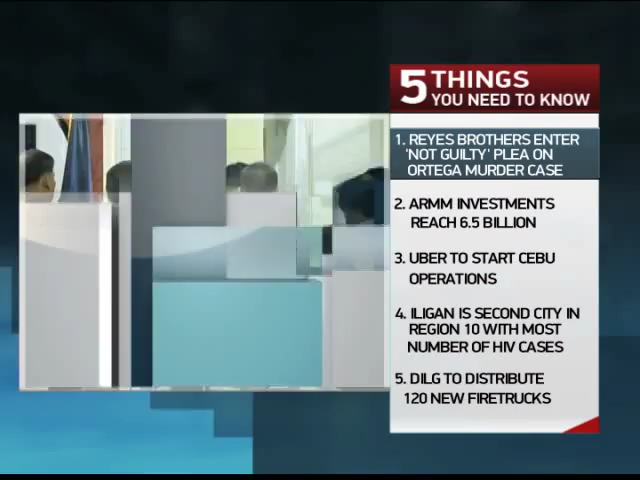 5 THINGS
YOU NEED TO KNOW
1. REYES BROTHERS ENTER
'NOT GUILTY' PLEA ON
ORTEGA MURDER CASE
2. ARMM INVESTMENTS
REACH 6.5 BILLION
3. UBER TO START CEBU
OPERATIONS
4. ILIGAN IS SECOND CITY IN
REGION 10 WITH MOST
NUMBER OF HIV CASES
5. DILG TO DISTRIBUTE
120 NEW FIRETRUCKS